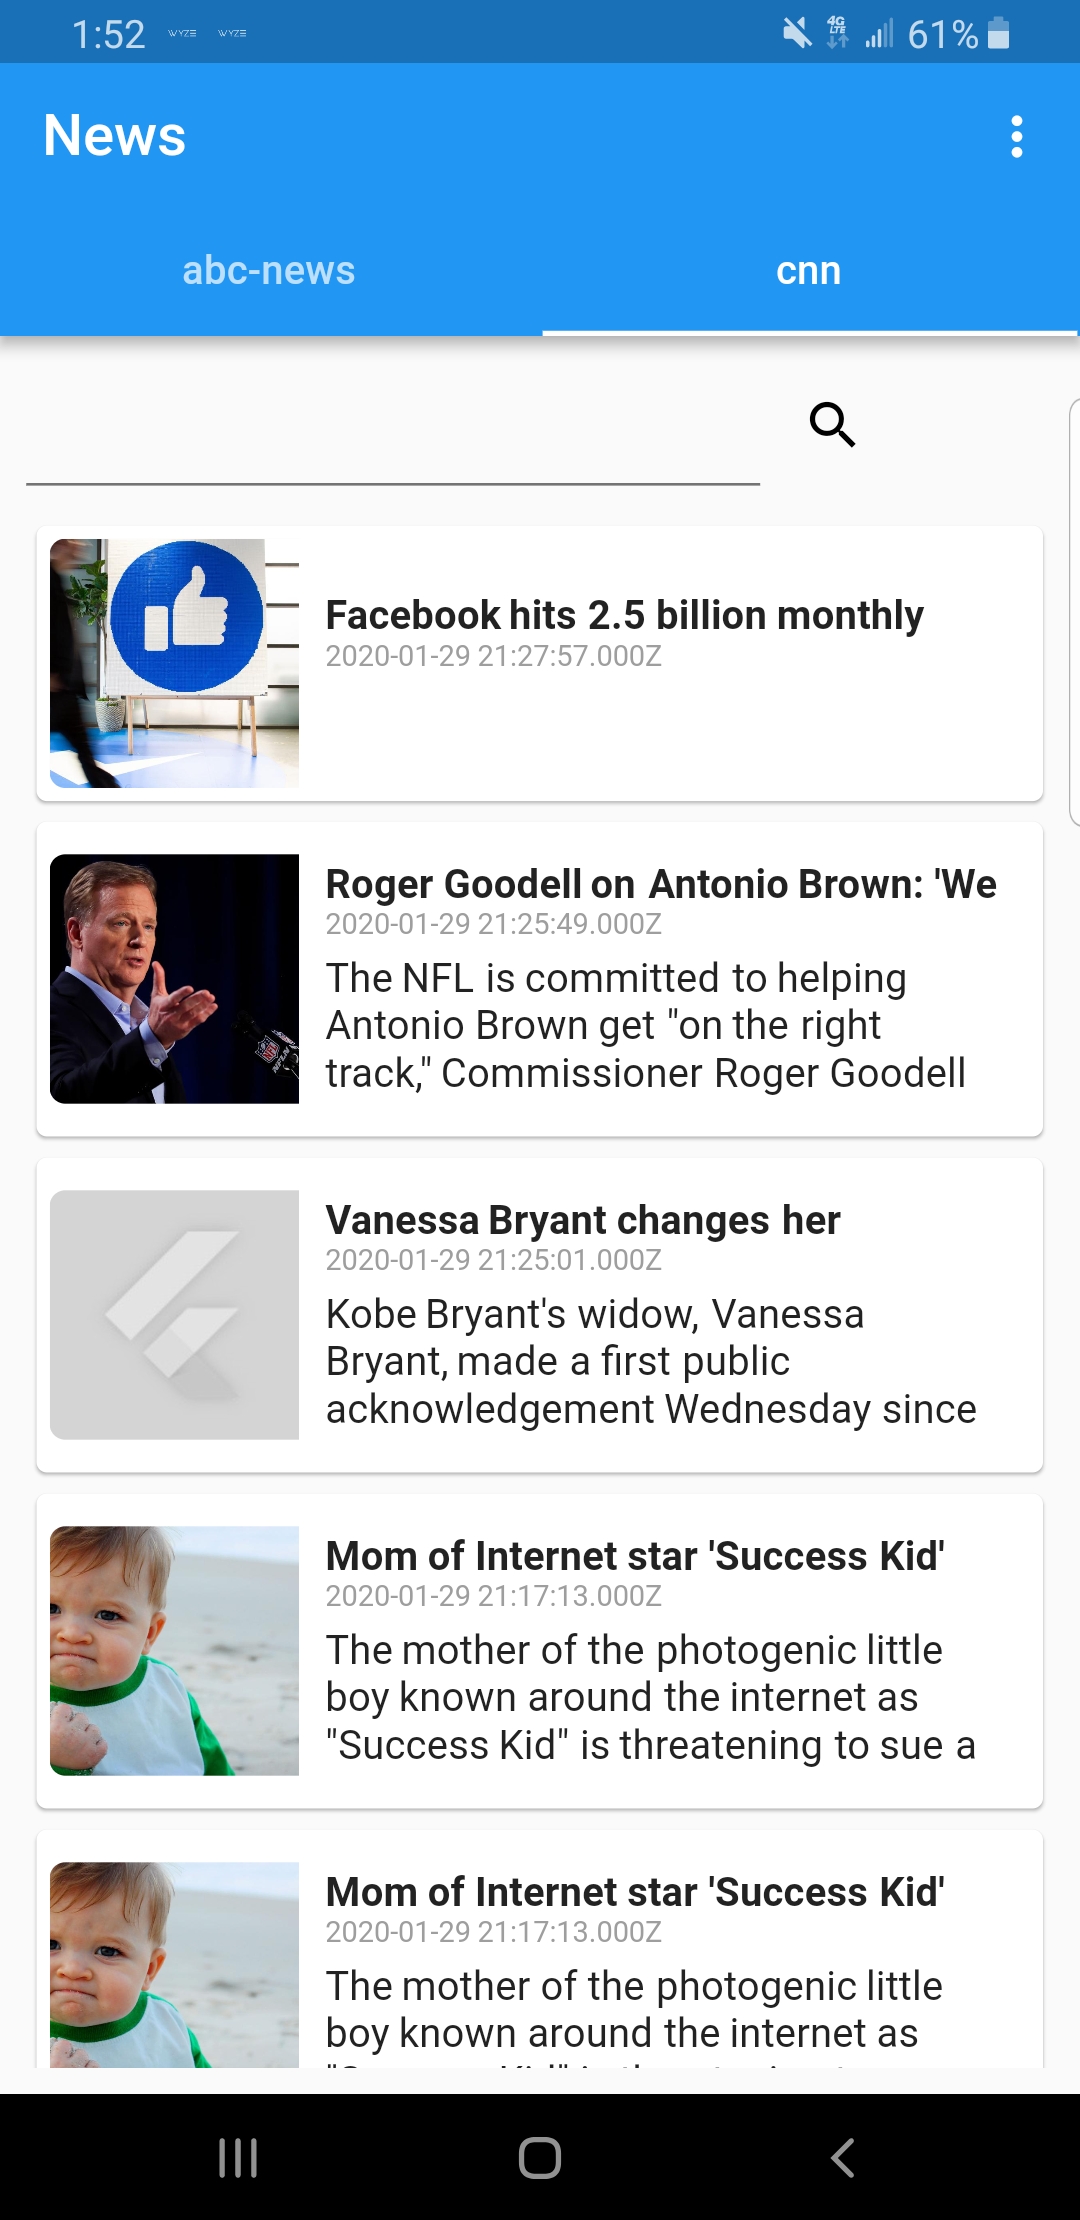 1:52 WYZE WYZE 4G LTE 61%
News
abc-news cnn
Facebook hits 2.5 billion monthly
2020-01-29 21:27:57.000Z
Roger Goodell on Antonio Brown: 'We
2020-01-29 21:25:49.000Z
The NFL is committed to helping
Antonio Brown get "on the right
track," Commissioner Roger Goodell
Vanessa Bryant changes her
2020-01-29 21:25:01.000Z
Kobe Bryant's widow, Vanessa
Bryant, made a first public
acknowledgement Wednesday since
Mom of Internet star 'Success Kid'
2020-01-29 21:17:13.000Z
The mother of the photogenic little
boy known around the internet as
"Success Kid" is threatening to sue a
Mom of Internet star 'Success Kid'
2020-01-29 21:17:13.000Z
The mother of the photogenic little
boy known around the internet as